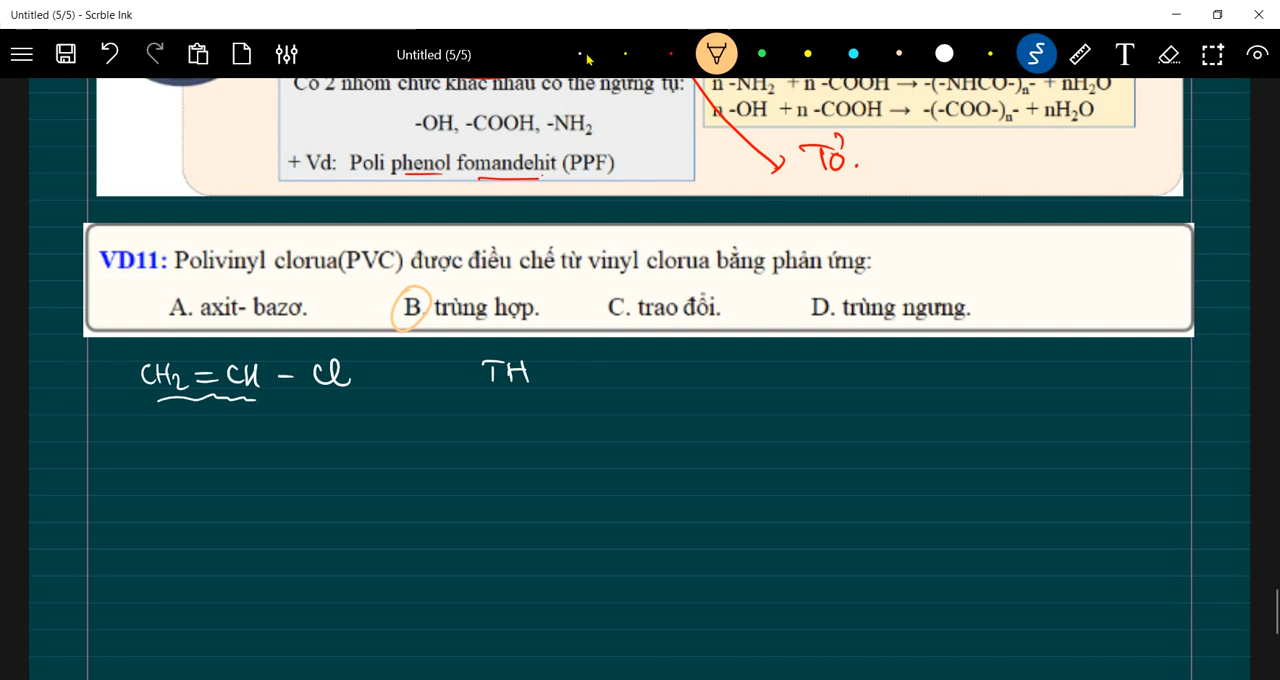 Untitled (5/5) - Scrble Ink
Untitled (5/5)
T
Có 2 nhóm chức khác nhau có thể ngưng tụ:
-OH, -COOH, -NH2
+ Vd: Poli phenol fomandehit (PPF)
n -NH2 + n -COOH → -(-NHCO-)n- + nH2O
n -OH + n -COOH → -(-COO-)n- + nH2O
Tơ.
VD11: Polivinyl clorua(PVC) được điều chế từ vinyl clorua bằng phản ứng:
A. axit- bazơ. B. trùng hợp. C. trao đổi. D. trùng ngưng.
CH2 = CH - Cl TH